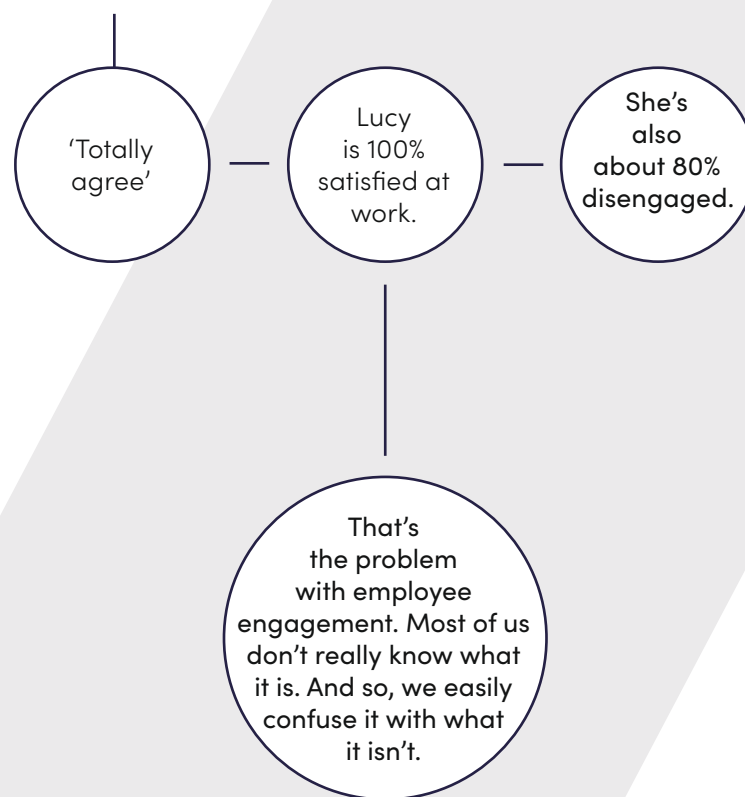 ‘Totally
agree’
Lucy
is 100%
satisfied at
work.
She’s
also
about 80%
disengaged.
That’s
the problem
with employee
engagement. Most of us
don’t really know what
it is. And so, we easily
confuse it with what
it isn’t.